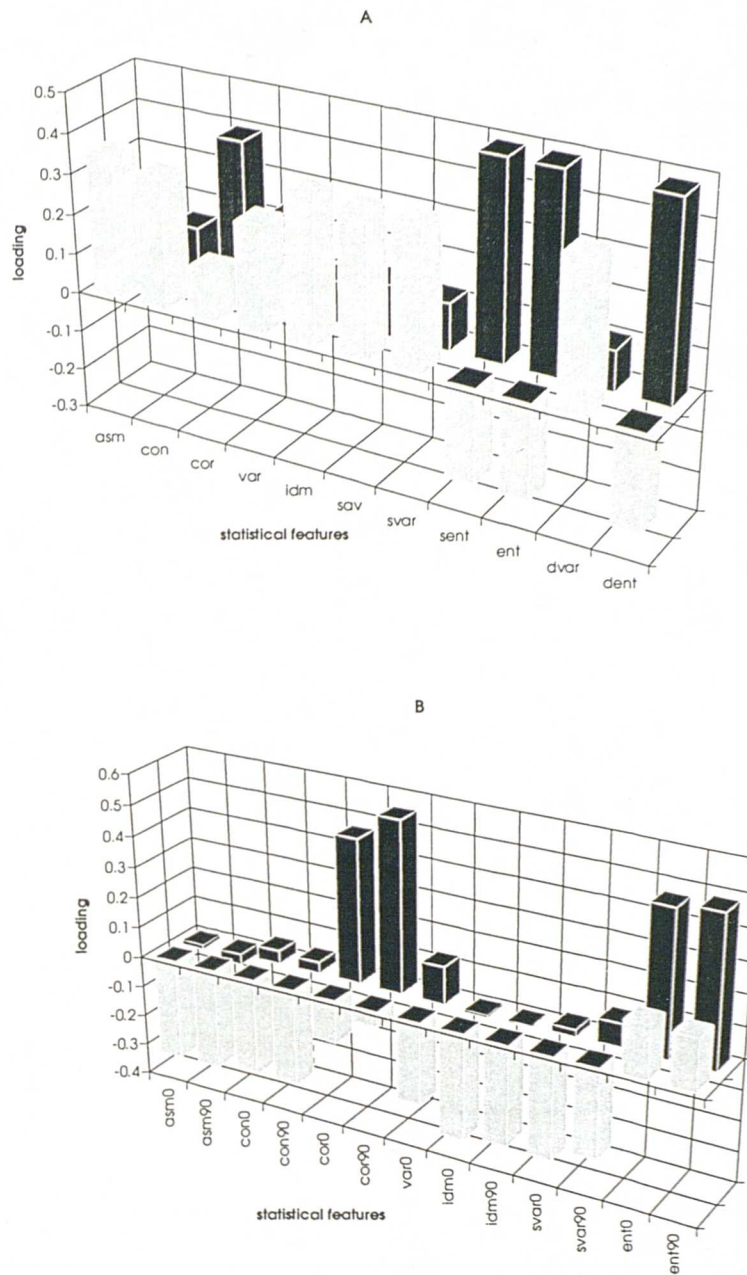 A
0.5
0.4
0.3
0.2
0.1
0
-0.1
-0.2
-0.3
loading
asm
con
cor
var
idm
sav
svar
sent
ent
dvar
dent
statistical features
B
0.6
0.5
0.4
0.3
0.2
0.1
0
-0.1
-0.2
-0.3
-0.4
loading
asm0
asm90
con0
con90
cor0
cor90
var0
idm0
idm90
svar0
svar90
ent0
ent90
statistical features